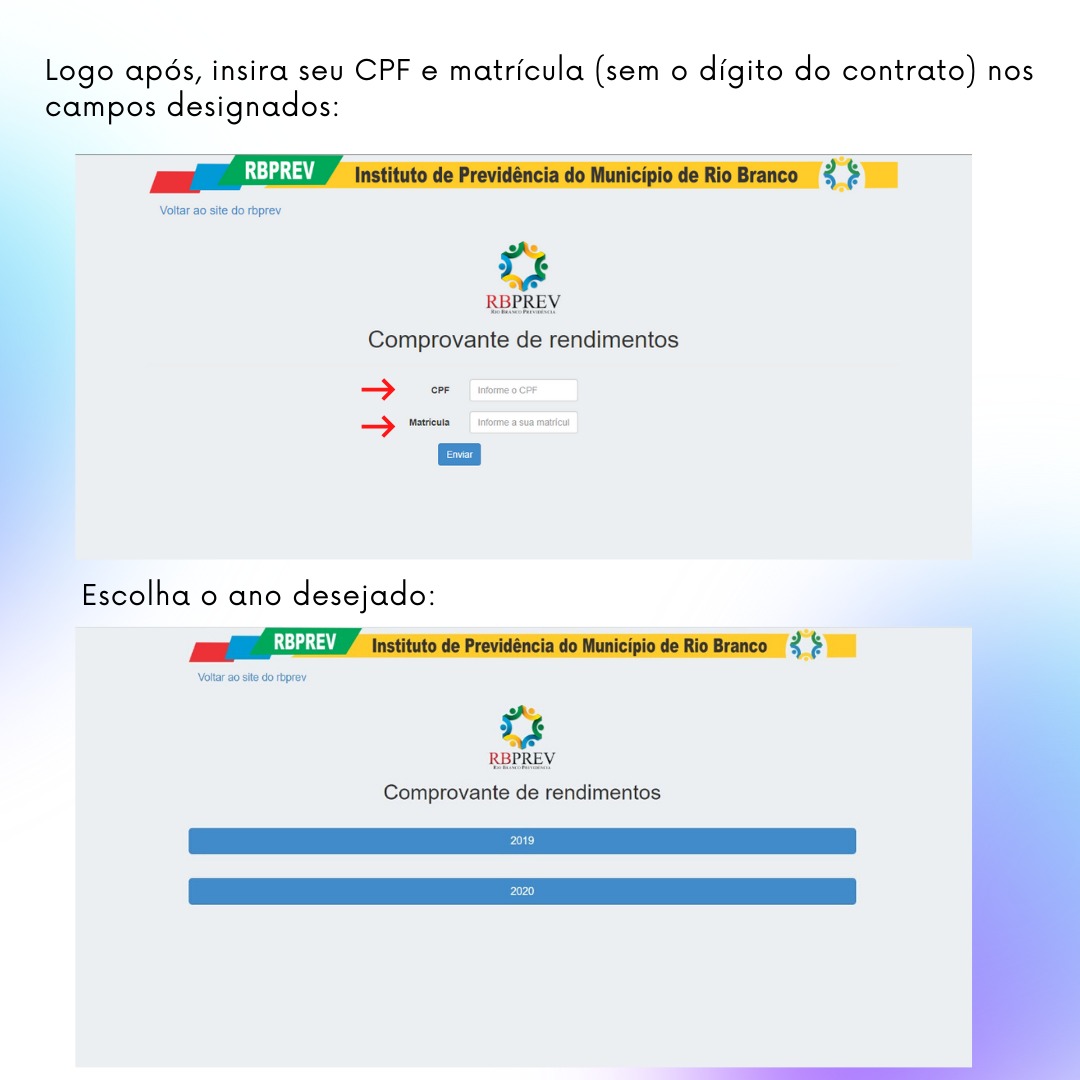 Logo após, insira seu CPF e matrícula (sem o dígito do contrato) nos
campos designados:
RBPREV Instituto de Previdência do Município de Rio Branco
Voltar ao site do rbprev
RBPREV
RIO BRANCO PREVIDÊNCIA
Comprovante de rendimentos
CPF Informe o CPF
Matricula Informe a sua matricul
Enviar
Escolha o ano desejado:
RBPREV Instituto de Previdência do Município de Rio Branco
Voltar ao site do rbprev
RBPREV
RIO BRANCO PREVIDÊNCIA
Comprovante de rendimentos
2019
2020